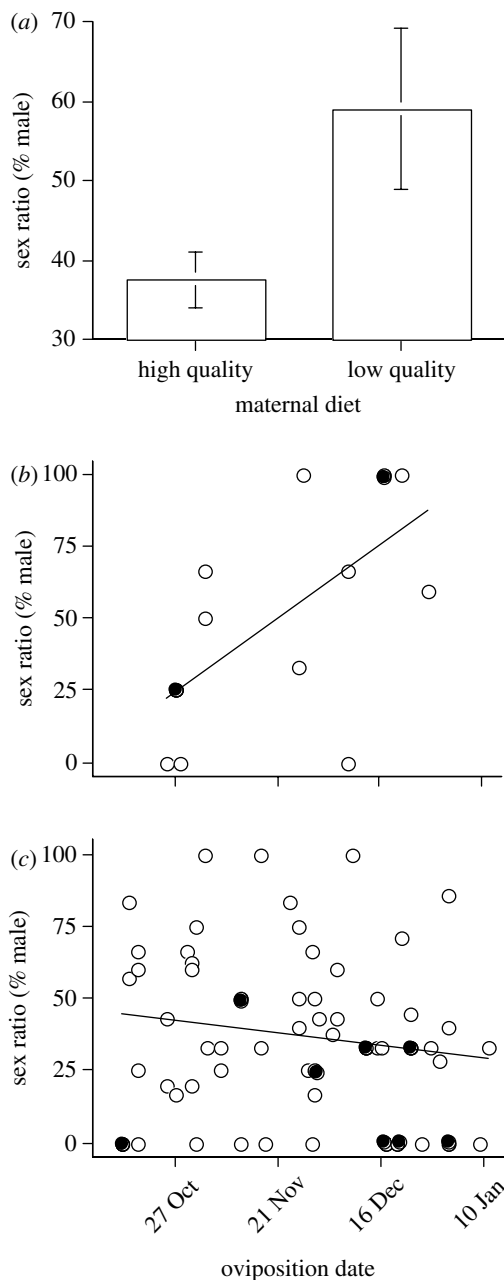 (a)
70
60
50
40
30
sex ratio (% male)
high quality
low quality
maternal diet
(b)
100
75
50
25
0
sex ratio (% male)
(c)
100
75
50
25
0
sex ratio (% male)
27 Oct
21 Nov
16 Dec
10 Jan
oviposition date